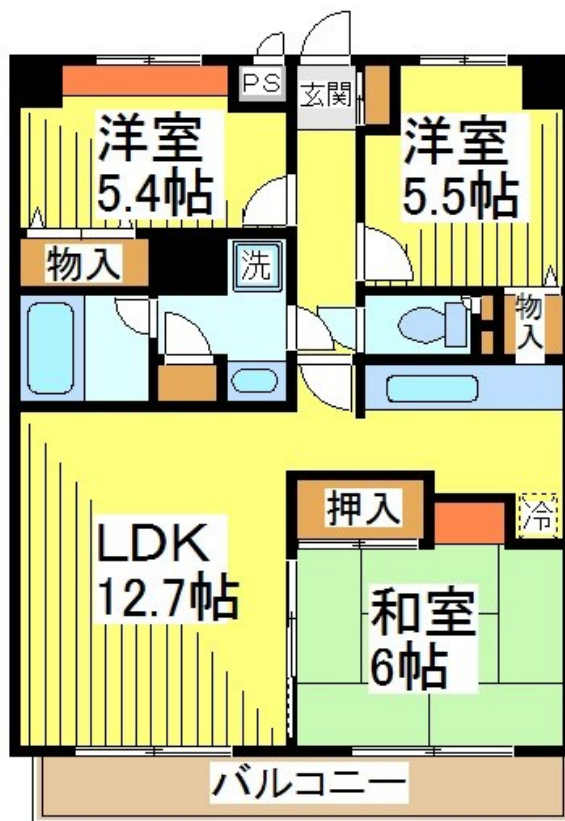 PS
玄関
洋室
5.4帖
洋室
5.5帖
物入
洗
物
入
冷
押入
LDK
12.7帖
和室
6帖
バルコニー